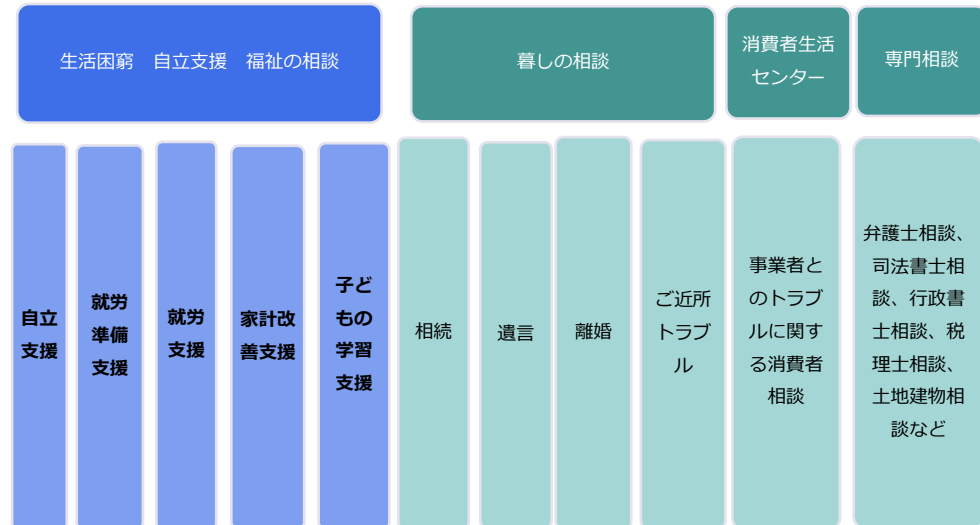 生活困窮　自立支援　福祉の相談
暮しの相談
消費者生活
センター
専門相談
自立
支援
就労
準備
支援
就労
支援
家計改
善支援
子ど
もの
学習
支援
相続
遺言
離婚
ご近所
トラブ
ル
事業者と
のトラブ
ルに関す
る消費者
相談
弁護士相談、
司法書士相
談、行政書
士相談、税
理士相談、
土地建物相
談など